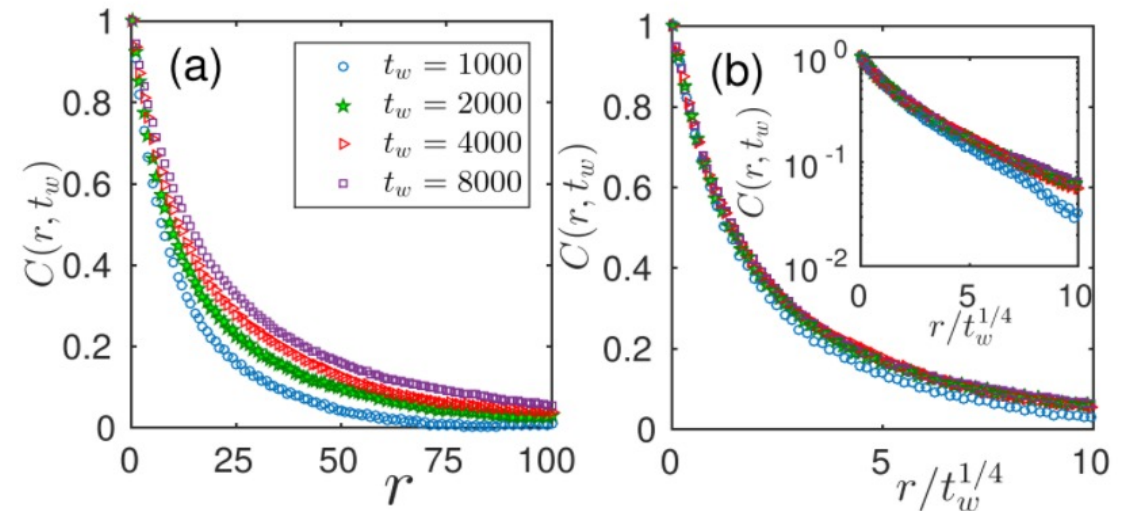 (a)
C(r, t_w)
1
0.8
0.6
0.4
0.2
0
0 25 50 75 100
r
t_w = 1000
t_w = 2000
t_w = 4000
t_w = 8000
(b)
C(r, t_w)
1
0.8
0.6
0.4
0.2
0
0 5 10
r/t_w^{1/4}
C(r, t_w)
10^0
10^{-1}
10^{-2}
0 5 10
r/t_w^{1/4}